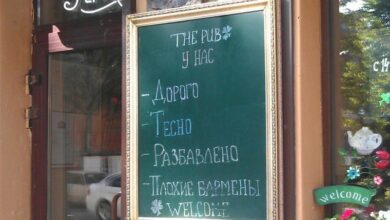 THE PUB
У НАС
- ДОРОГО
- ТЕСНО
- РАЗБАВЛЕНО
- ПЛОХИЕ БАРМЕНЫ
WELCOME
welcome